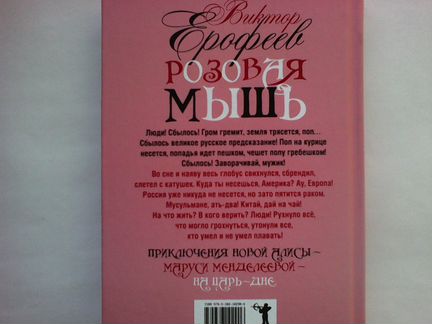 Виктор
Ерофеев
РОЗОВАЯ
МЫШЬ
Люди! Сбылось! Гром гремит, земля трясется, поп...
Сбылось великое русское предсказание! Поп на курице
несется, попадья идет пешком, чешет попу гребешком!
Сбылось! Заворачивай, мужик!
Во сне и наяву весь глобус свихнулся, сбрендил,
слетел с катушек. Куда ты несешься, Америка? Ау, Европа!
Россия уже никуда не несется, но зато пятится раком.
Мусульмане, ать-два! Китай, дай на чай!
На что жить? В кого верить? Люди! Рухнуло всё,
что могло грохнуться, утонули все,
кто умел и не умел плавать!
ПРИКЛЮЧЕНИЯ НОВОЙ АЛИСЫ –
МАРУСИ МЕНДЕЛЕЕВОЙ –
НА ЦАРЬ–ДНЕ